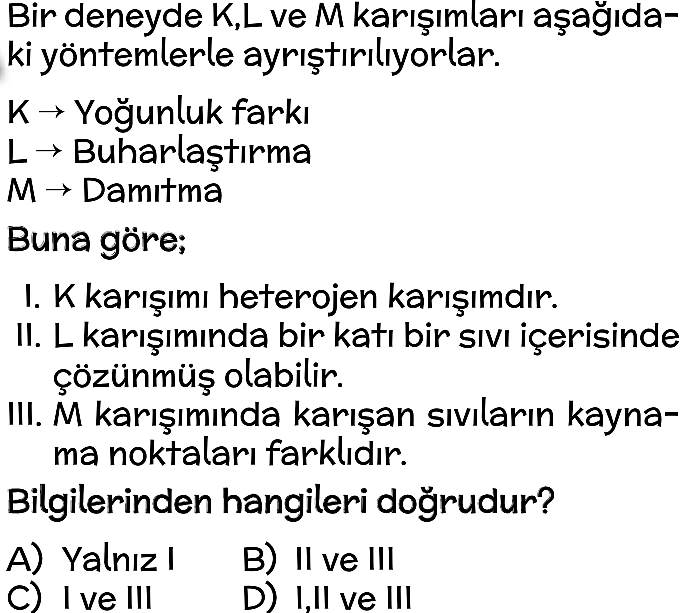 Bir deneyde K,L ve M karışımları aşağıda-
ki yöntemlerle ayrıştırılıyorlar.
K → Yoğunluk farkı
L → Buharlaştırma
M → Damıtma
Buna göre;
I. K karışımı heterojen karışımdır.
II. L karışımında bir katı bir sıvı içerisinde
çözünmüş olabilir.
III. M karışımında karışan sıvıların kayna-
ma noktaları farklıdır.
Bilgilerinden hangileri doğrudur?
A) Yalnız I B) II ve III
C) I ve III D) I,II ve III